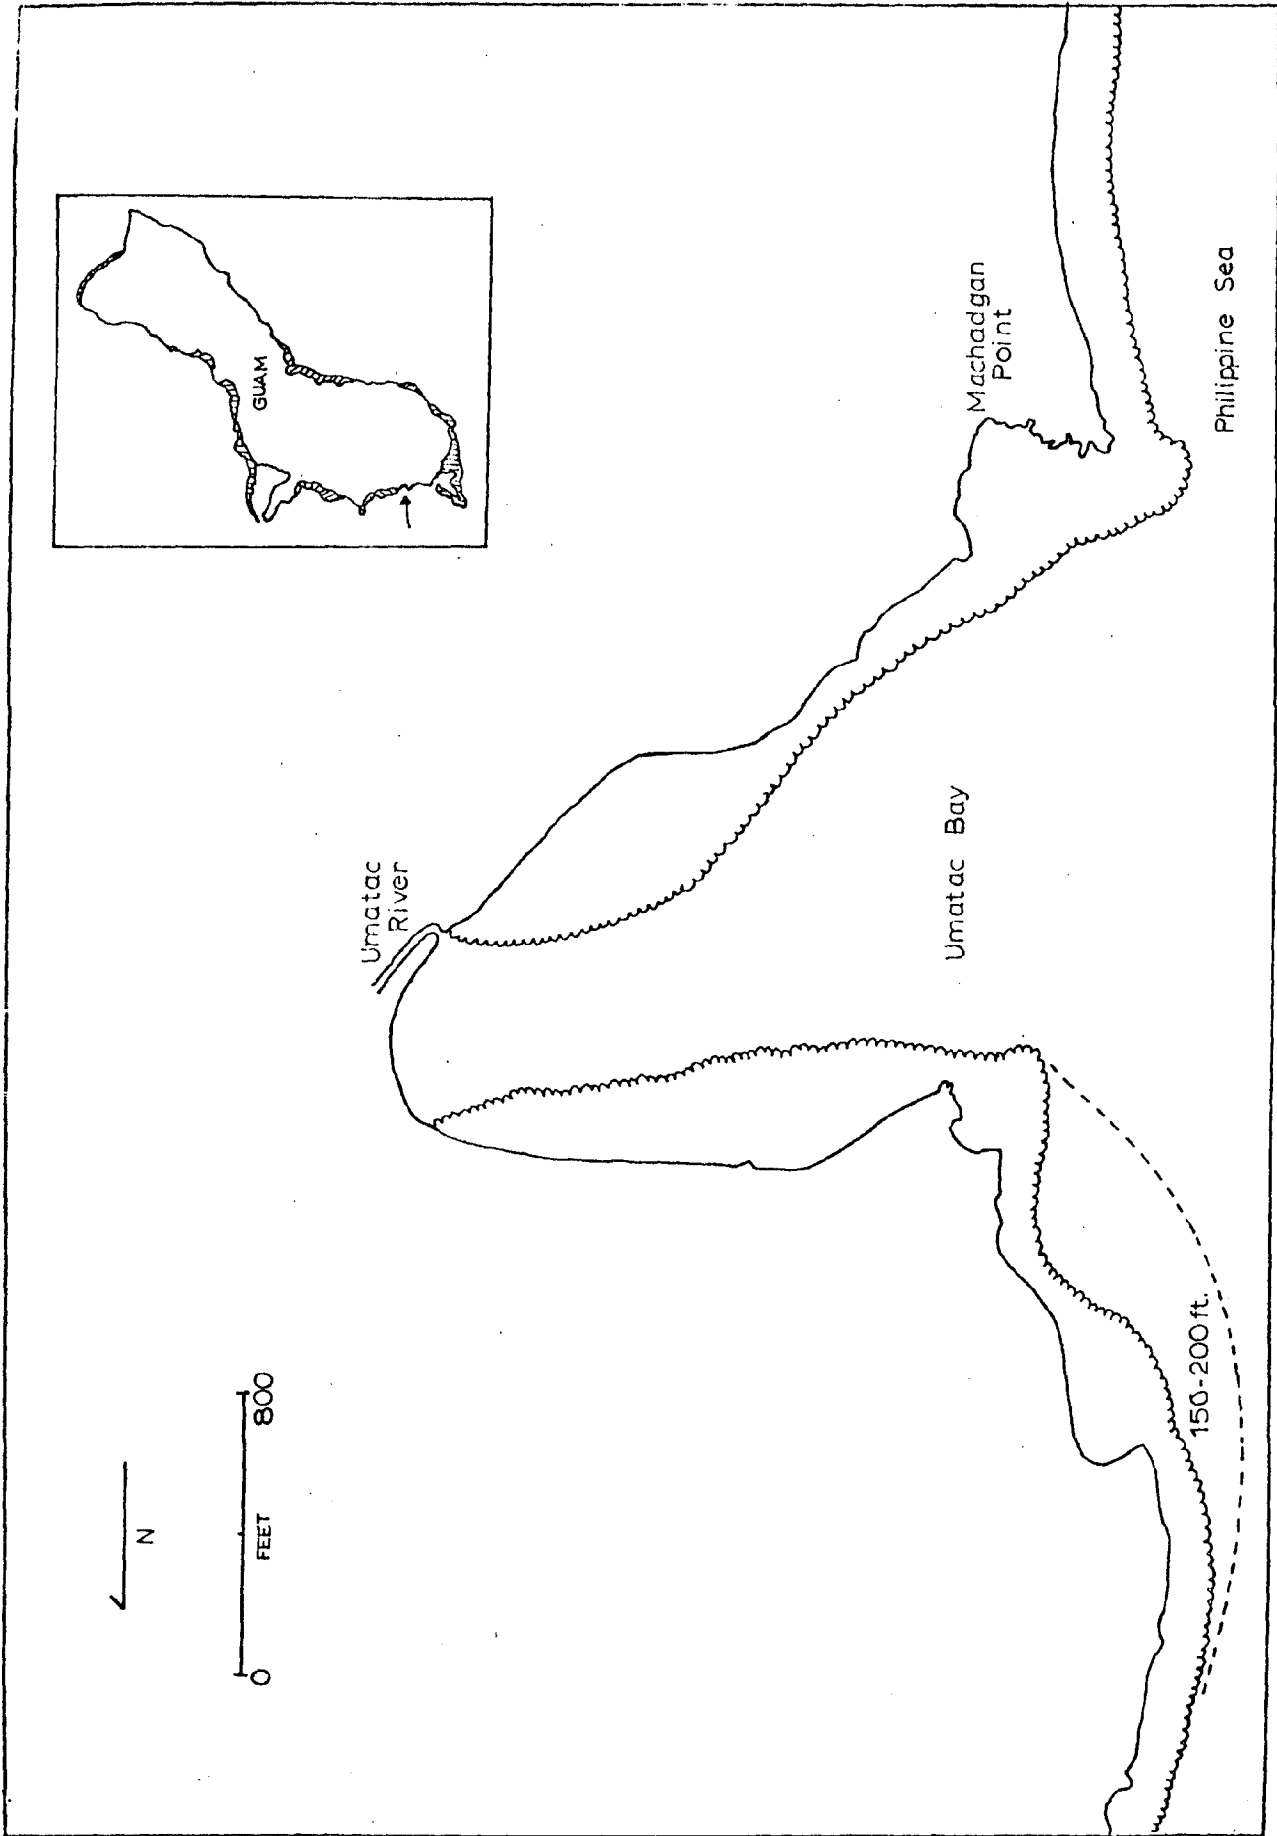 GUAM
Machadgan
Point
Philippine Sea
Umatac
River
Umatac Bay
150-200 ft.
N
0 800
FEET